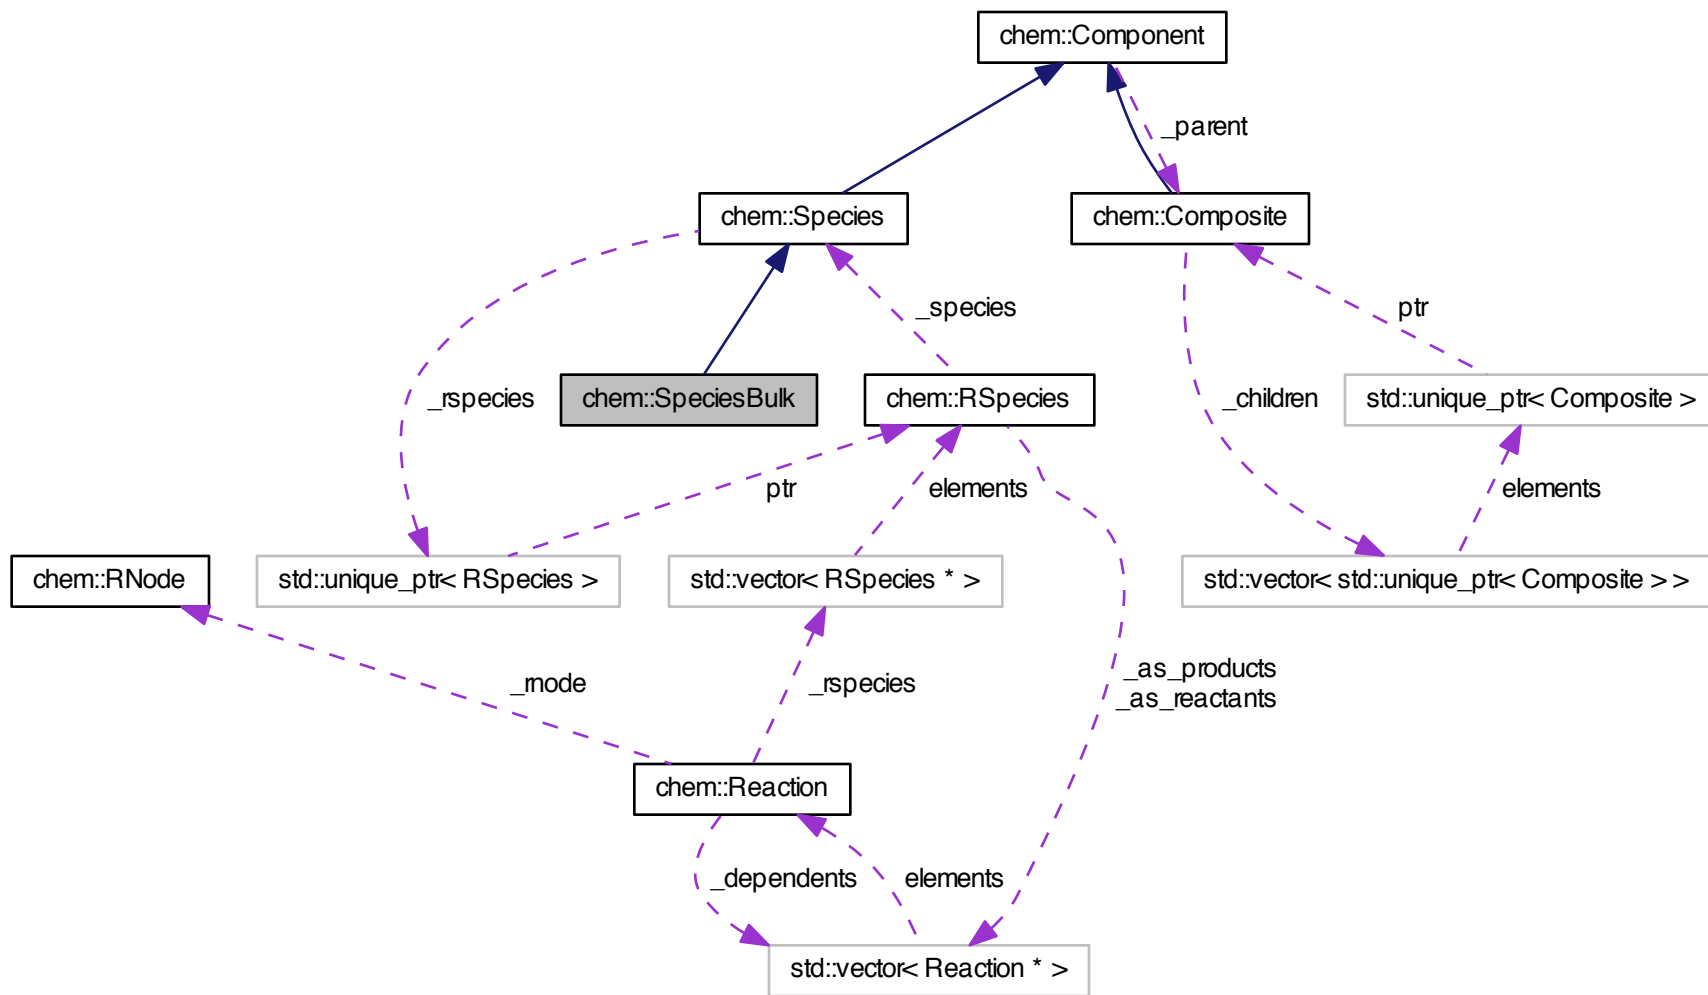 chem::Component
_parent
chem::Species
chem::Composite
_species
ptr
_rspecies
chem::SpeciesBulk
chem::RSpecies
_children
std::unique_ptr< Composite >
ptr
elements
elements
chem::RNode
std::unique_ptr< RSpecies >
std::vector< RSpecies * >
std::vector< std::unique_ptr< Composite > >
_rnode
_rspecies
_as_products
_as_reactants
chem::Reaction
_dependents
elements
std::vector< Reaction * >